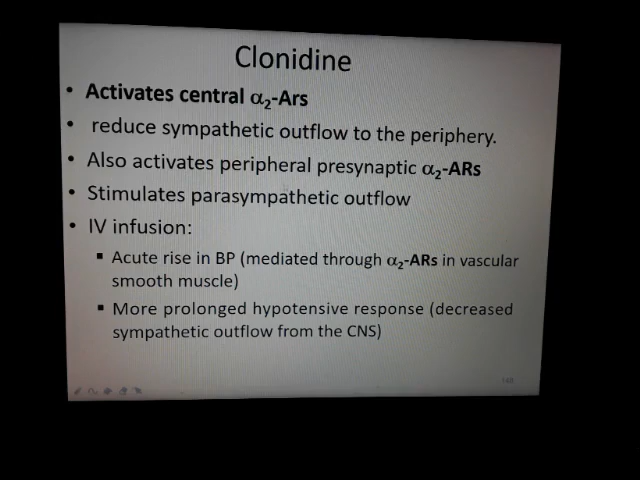 Clonidine
• Activates central α₂-Ars
• reduce sympathetic outflow to the periphery.
• Also activates peripheral presynaptic α₂-ARs
• Stimulates parasympathetic outflow
• IV infusion:
▪ Acute rise in BP (mediated through α₂-ARs in vascular
smooth muscle)
▪ More prolonged hypotensive response (decreased
sympathetic outflow from the CNS)